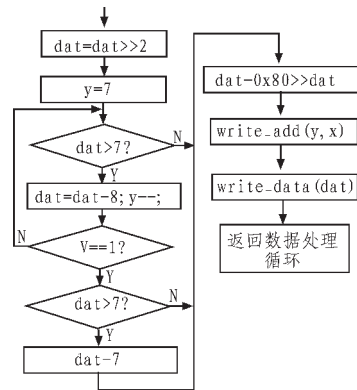 dat=dat>>2
y=7
dat>7?
N
Y
dat=dat-8; y--;
V==1?
N
Y
dat>7?
N
Y
dat-7
dat-0x80>>dat
write_add(y,x)
write_data(dat)
返回数据处理
循环